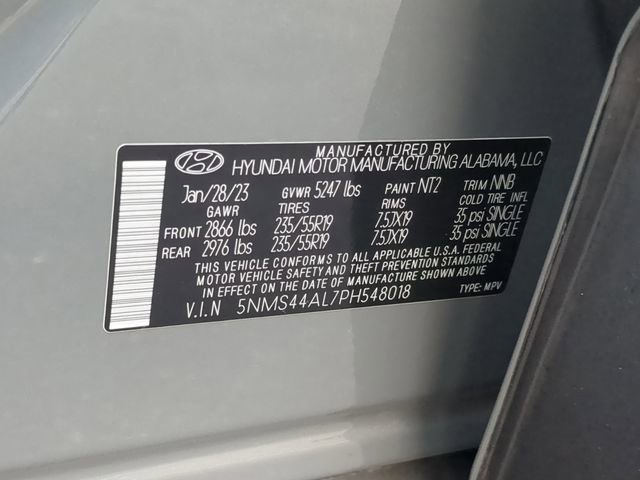 MANUFACTURED BY
HYUNDAI MOTOR MANUFACTURING ALABAMA, LLC
Jan/28/23 GVWR 5247 lbs PAINT NT2 TRIM NNB
GAWR TIRES RIMS COLD TIRE INFL
FRONT 2866 lbs 235/55R19 7.5JX19 35 psi SINGLE
REAR 2976 lbs 235/55R19 7.5JX19 35 psi SINGLE
THIS VEHICLE CONFORMS TO ALL APPLICABLE U.S.A. FEDERAL
MOTOR VEHICLE SAFETY AND THEFT PREVENTION STANDARDS
IN EFFECT ON THE DATE OF MANUFACTURE SHOWN ABOVE
V.I.N 5NMS44AL7PH548018 TYPE: MPV